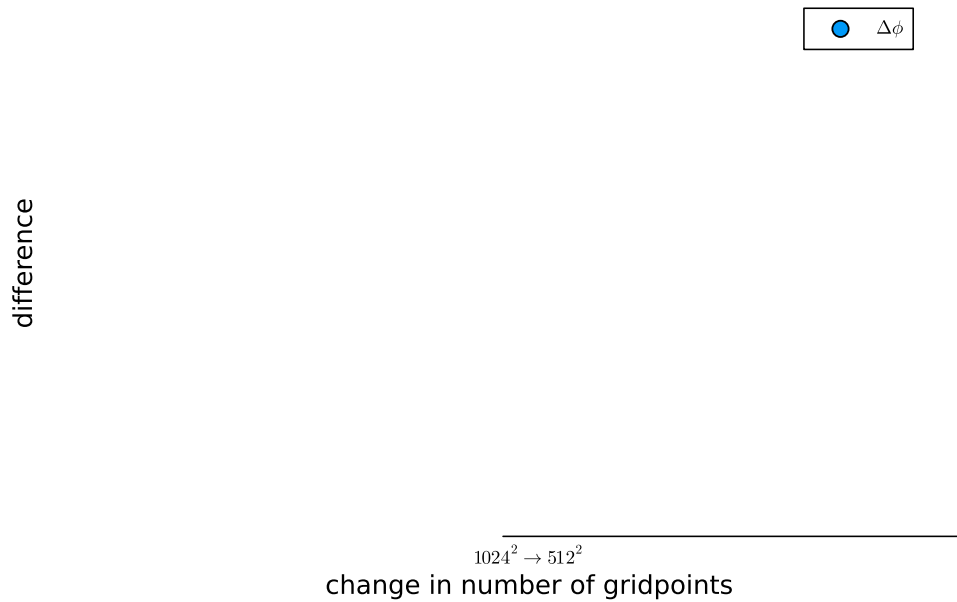 Δϕ
difference
1024² → 512²
change in number of gridpoints